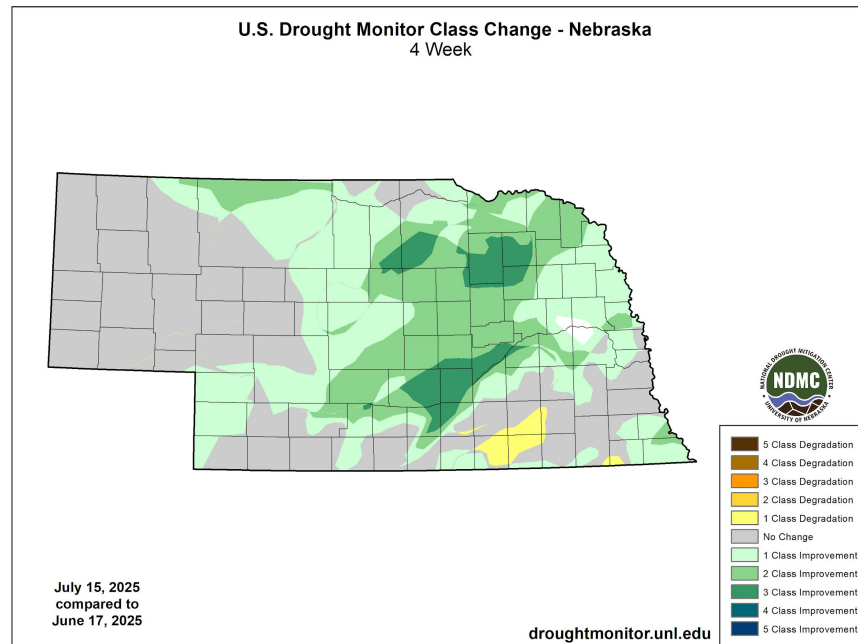 U.S. Drought Monitor Class Change - Nebraska
4 Week
NATIONAL DROUGHT MITIGATION CENTER
NDMC
UNIVERSITY OF NEBRASKA
5 Class Degradation
4 Class Degradation
3 Class Degradation
2 Class Degradation
1 Class Degradation
No Change
1 Class Improvement
2 Class Improvement
3 Class Improvement
4 Class Improvement
5 Class Improvement
July 15, 2025
compared to
June 17, 2025
droughtmonitor.unl.edu